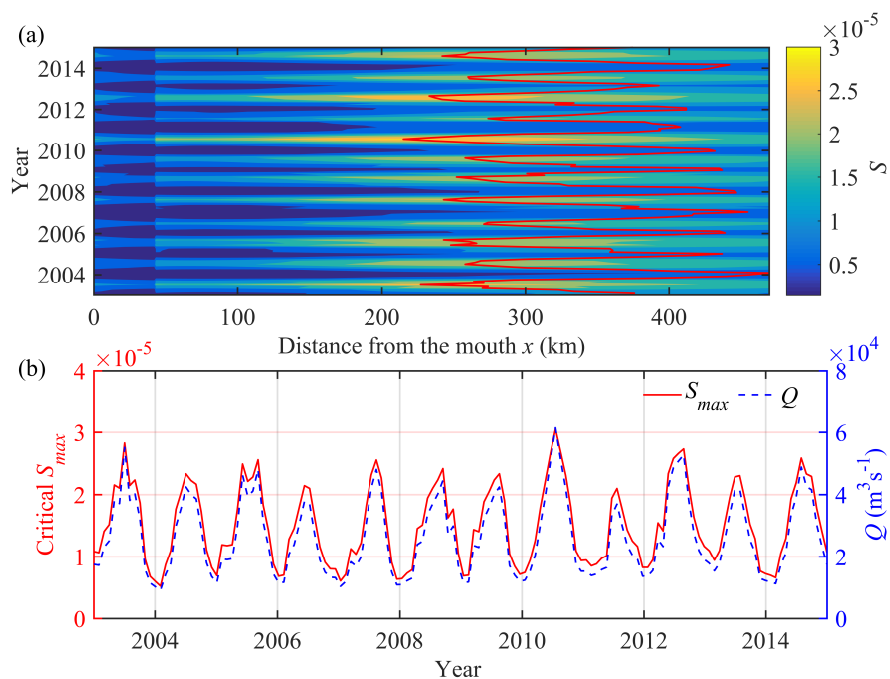 (a)
×10⁻⁵
3
2.5
2
1.5
1
0.5
S
Year
2014
2012
2010
2008
2006
2004
0 100 200 300 400
Distance from the mouth x (km)
(b)
×10⁻⁵
×10⁴
4
3
2
1
0
Critical Smax
Smax Q
8
6
4
2
0
Q (m³s⁻¹)
2004 2006 2008 2010 2012 2014
Year